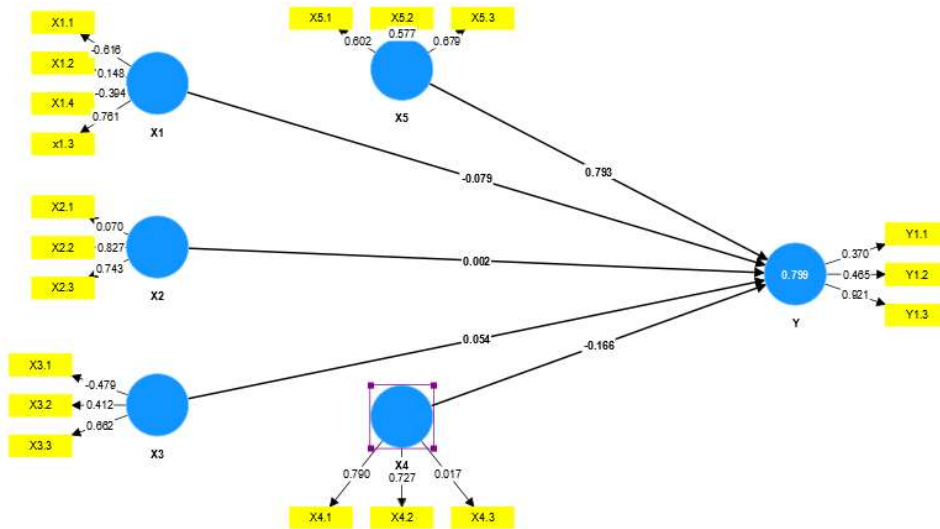 X1.1
X1.2
X1.4
x1.3
-0.616
0.148
-0.394
0.761
X1
X5.1
X5.2
X5.3
0.602
0.577
0.679
X5
-0.079
0.793
X2.1
X2.2
X2.3
0.070
0.827
0.743
X2
0.002
0.799
Y
0.370
0.465
0.921
Y1.1
Y1.2
Y1.3
X3.1
X3.2
X3.3
-0.479
0.412
0.662
X3
0.054
-0.166
X4
0.790
0.727
0.017
X4.1
X4.2
X4.3